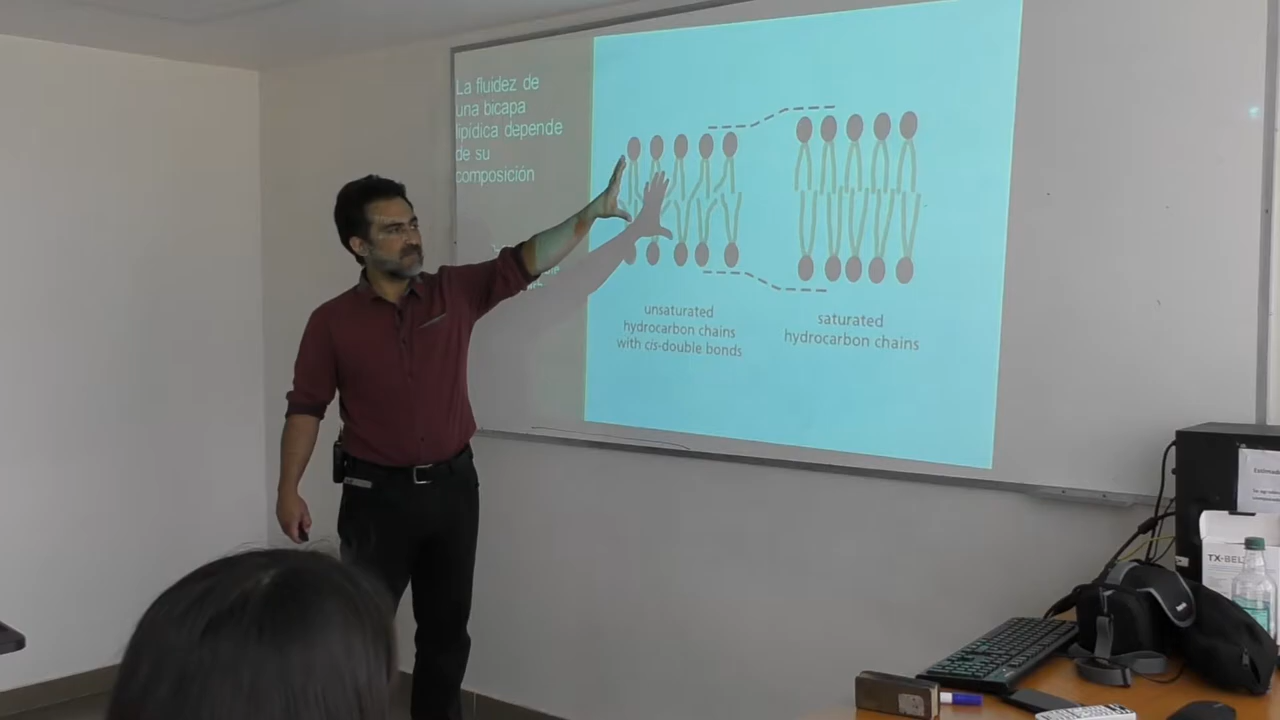 La fluidez de
una bicapa
lipídica depende
de su
composición
unsaturated
hydrocarbon chains
with cis-double bonds
saturated
hydrocarbon chains
TX-BEL